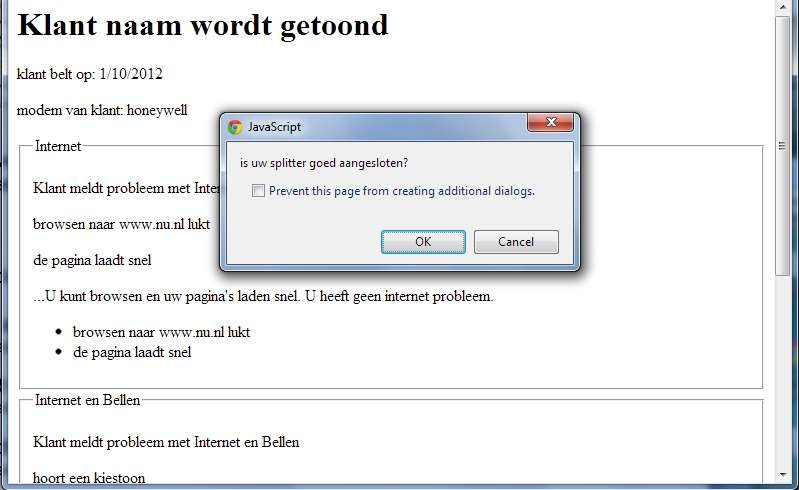 Klant naam wordt getoond
klant belt op: 1/10/2012
modem van klant: honeywell
JavaScript
is uw splitter goed aangesloten?
Prevent this page from creating additional dialogs.
OK
Cancel
Internet
Klant meldt probleem met Inter
browsen naar www.nu.nl lukt
de pagina laadt snel
...U kunt browsen en uw pagina's laden snel. U heeft geen internet probleem.
browsen naar www.nu.nl lukt
de pagina laadt snel
Internet en Bellen
Klant meldt probleem met Internet en Bellen
hoort een kiestoon